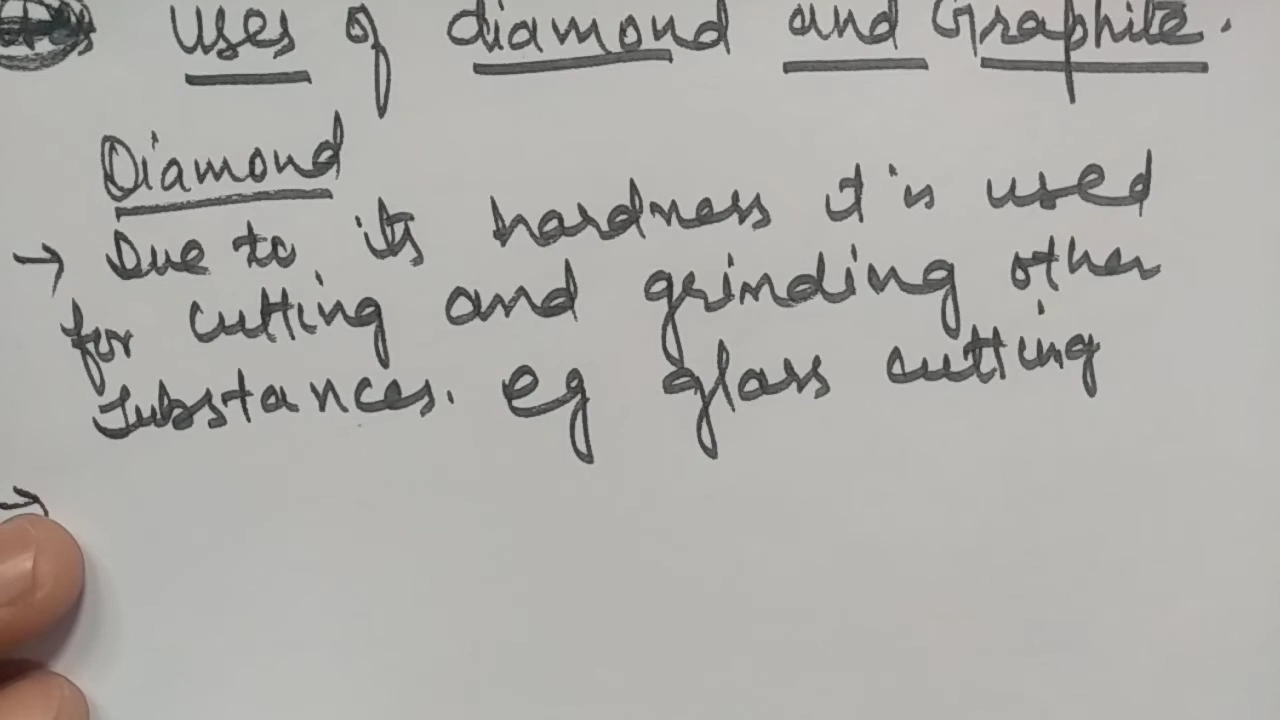 Uses of diamond and Graphite.
Diamond
→ Due to its hardness it is used
for cutting and grinding other
substances. eg glass cutting
→